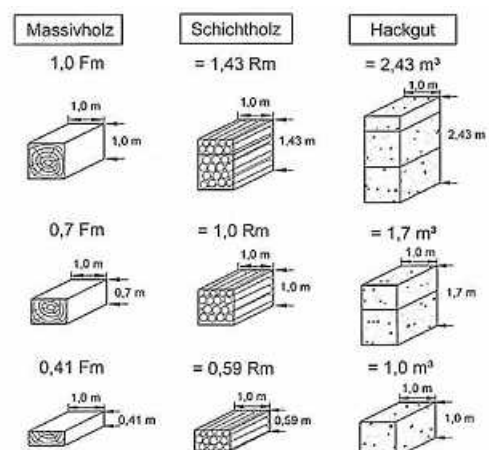 Massivholz Schichtholz Hackgut
1,0 Fm = 1,43 Rm = 2,43 m³
1,0 m 1,0 m 1,0 m
1,0 m 1,43 m 2,43 m
0,7 Fm = 1,0 Rm = 1,7 m³
1,0 m 1,0 m 1,0 m
0,7 m 1,0 m 1,7 m
0,41 Fm = 0,59 Rm = 1,0 m³
1,0 m 1,0 m 1,0 m
0,41 m 0,59 m 1,0 m